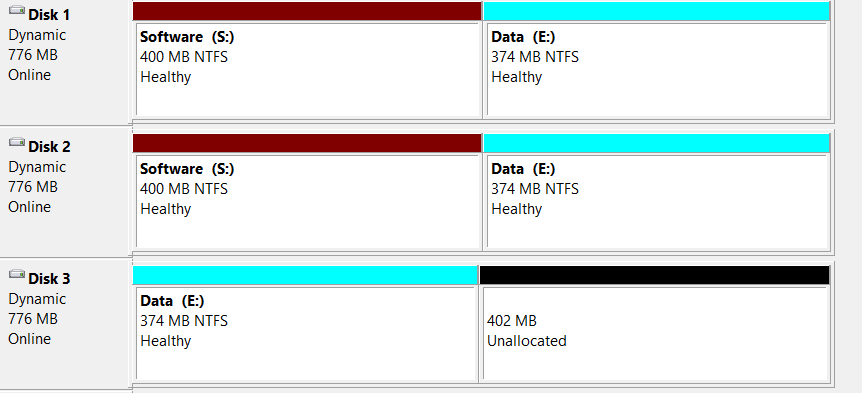 Disk 1
Dynamic
776 MB
Online
Software (S:)
400 MB NTFS
Healthy
Data (E:)
374 MB NTFS
Healthy
Disk 2
Dynamic
776 MB
Online
Software (S:)
400 MB NTFS
Healthy
Data (E:)
374 MB NTFS
Healthy
Disk 3
Dynamic
776 MB
Online
Data (E:)
374 MB NTFS
Healthy
402 MB
Unallocated